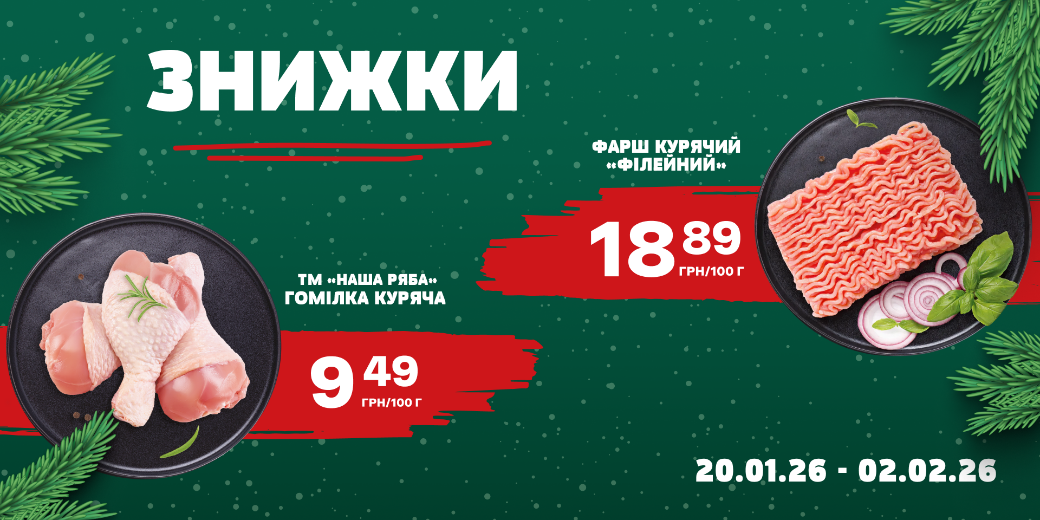 ЗНИЖКИ
ФАРШ КУРЯЧИЙ
«ФІЛЕЙНИЙ»
18 89
ГРН/100 Г
ТМ «НАША РЯБА»
ГОМІЛКА КУРЯЧА
9 49
ГРН/100 Г
20.01.26 - 02.02.26